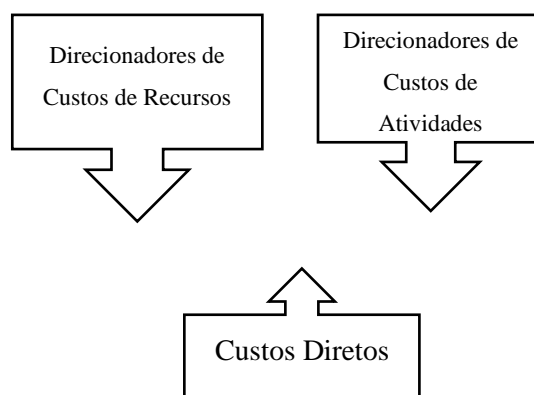 Direcionadores de
Custos de Recursos
Direcionadores de
Custos de
Atividades
Custos Diretos